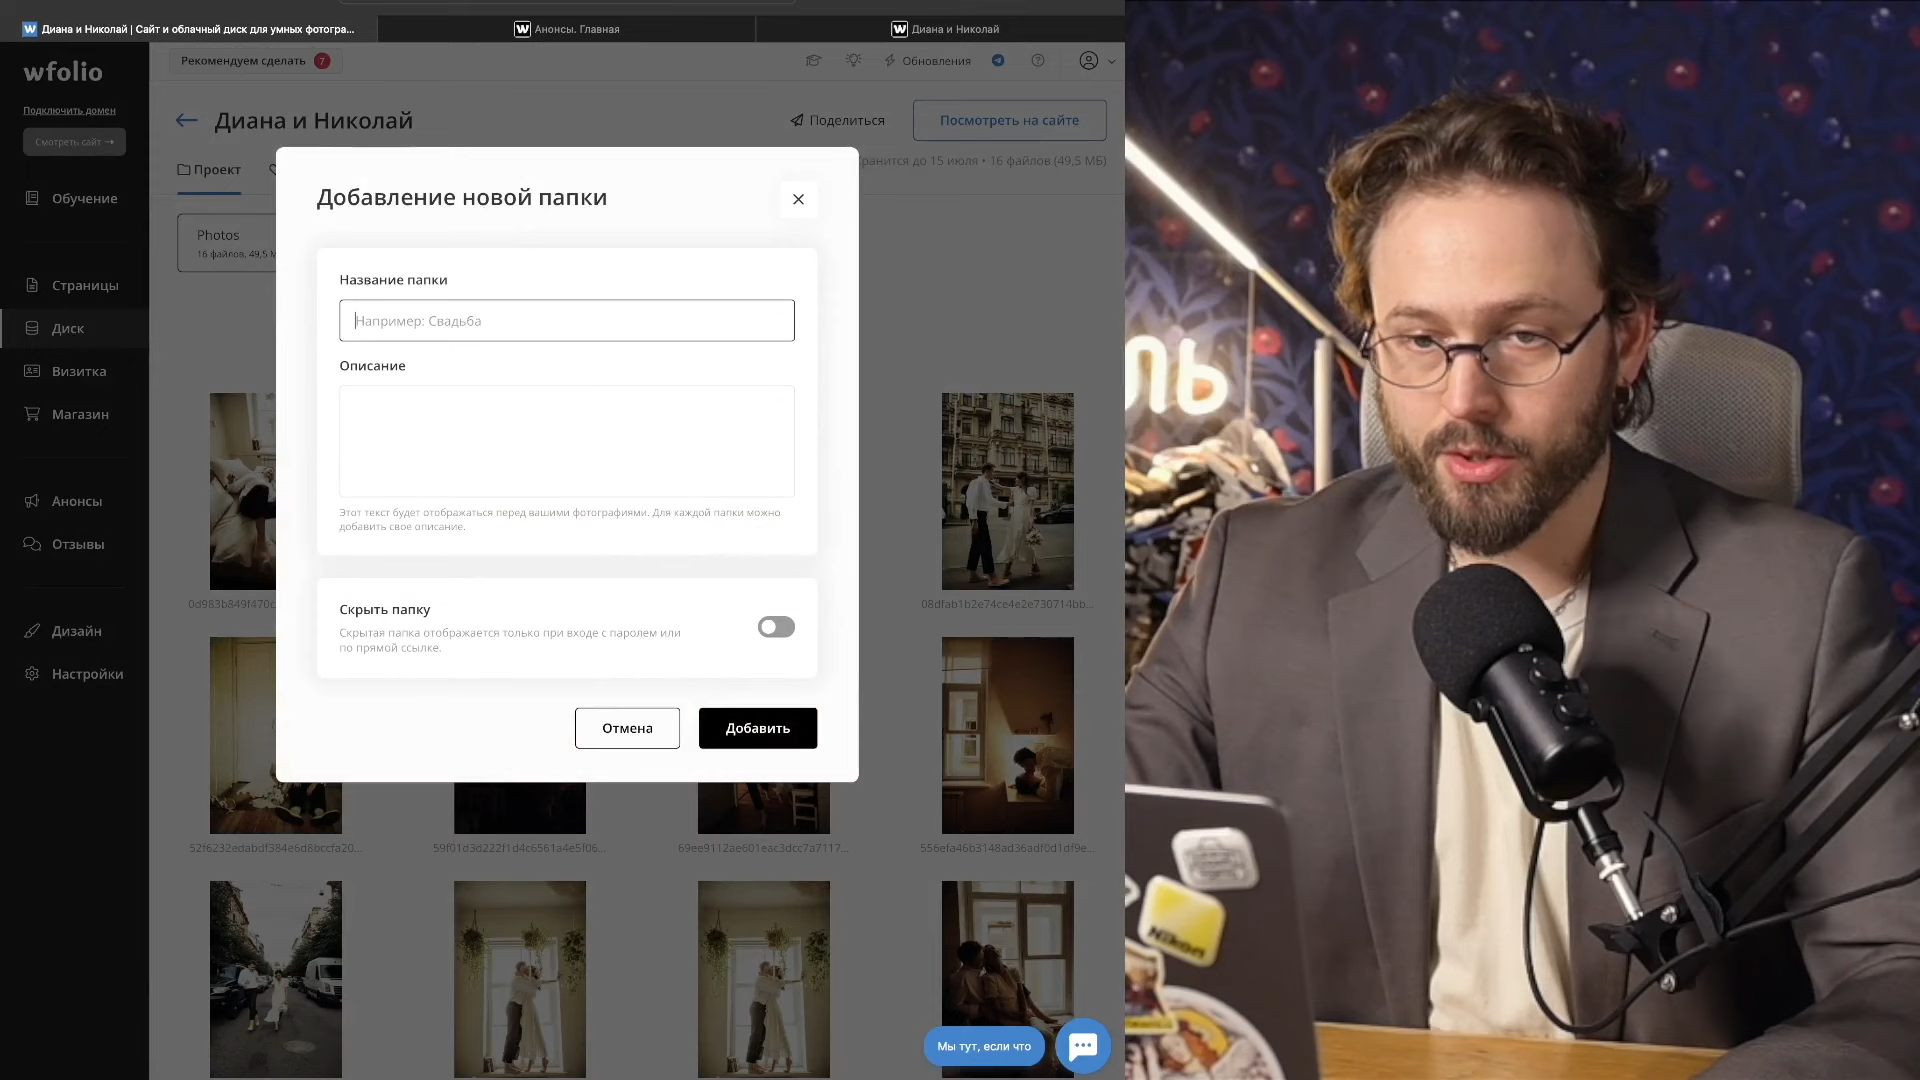 Диана и Николай | Сайт и облачный диск для умных фотогра...
Анонсы. Главная
Диана и Николай
wfolio
Рекомендуем сделать 7
Обновления
Подключить домен
Смотреть сайт →
Диана и Николай
Поделиться
Посмотреть на сайте
Проект
ранится до 15 июля • 16 файлов (49,5 МБ)
Обучение
Страницы
Диск
Визитка
Магазин
Анонсы
Отзывы
Дизайн
Настройки
Photos
16 файлов, 49,5 М
Добавление новой папки
Название папки
Например: Свадьба
Описание
Этот текст будет отображаться перед вашими фотографиями. Для каждой папки можно
добавить свое описание.
Скрыть папку
Скрытая папка отображается только при входе с паролем или
по прямой ссылке.
Отмена
Добавить
0d983b849f470c
08dfab1b2e74ce4e2e730714bb...
52f6232edabdf384e6d8bccfa20...
59f01d3d222f1d4c6561a4e5f06...
69ee9112ae601eac3dcc7a7117...
556efa46b3148ad36adf0d1df9e...
Мы тут, если что
ль
Nikon